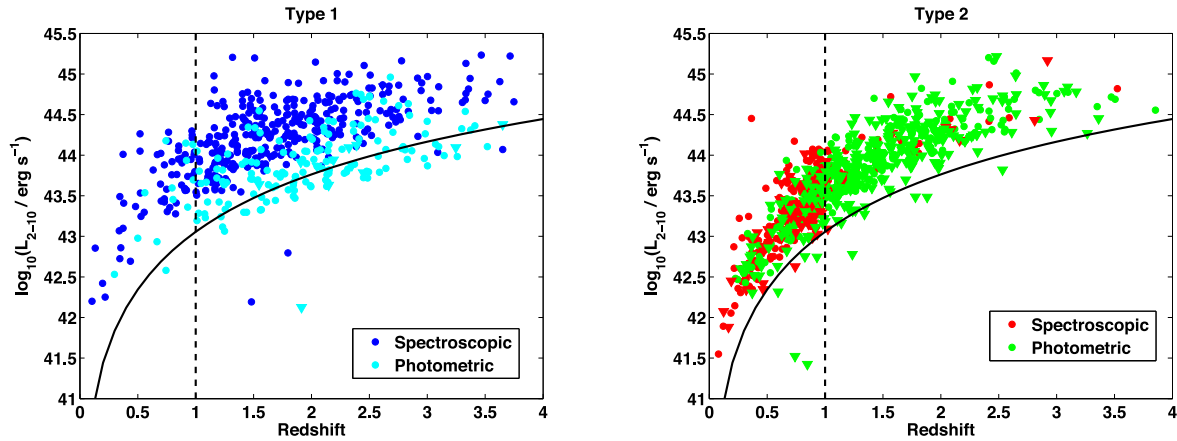 Type 1
45.5
45
44.5
44
43.5
43
42.5
42
41.5
41
log10(L2−10 / erg s−1)
0 0.5 1 1.5 2 2.5 3 3.5 4
Redshift
Spectroscopic
Photometric
Type 2
45.5
45
44.5
44
43.5
43
42.5
42
41.5
41
log10(L2−10 / erg s−1)
0 0.5 1 1.5 2 2.5 3 3.5 4
Redshift
Spectroscopic
Photometric